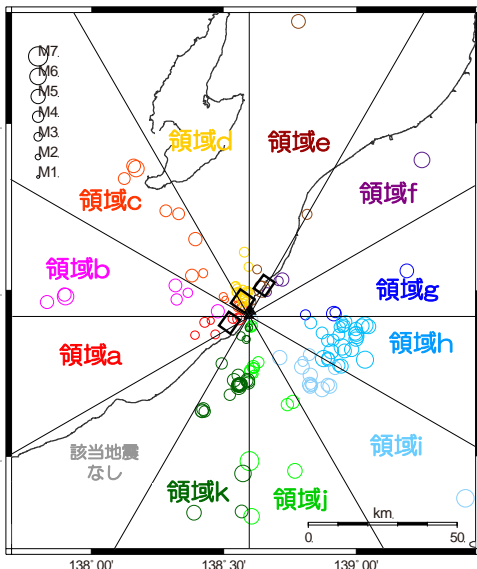 M7.
M6.
M5.
M4.
M3.
M2.
M1.
領域d
領域e
領域c
領域f
領域b
領域g
領域a
領域h
該当地震
なし
領域i
領域k
領域j
km.
0.
50.
138° 00'
138° 30'
139° 00'